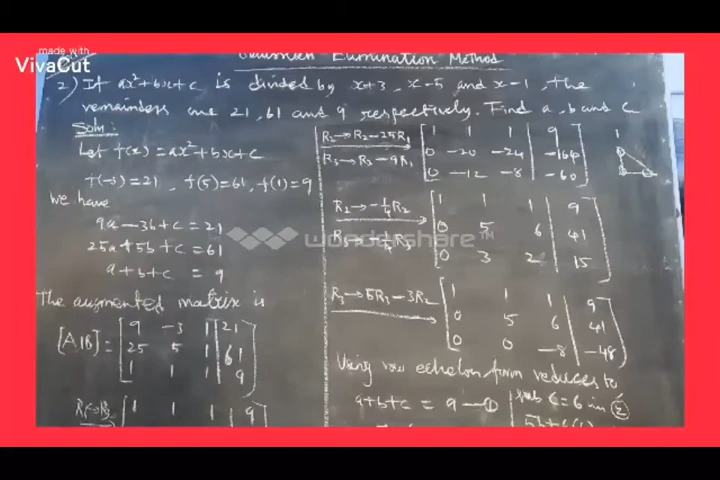 made with
VivaCut
Gaussian Elimination Method
2) If ax²+bx+c is divided by x+3, x-5 and x-1, the
remainders are 21, 61 and 9 respectively. Find a, b and c
Soln:
Let f(x) = ax²+bx+c
f(-3)=21, f(5)=61, f(1)=9
We have
9a-3b+c = 21
25a+5b+c = 61
a+b+c = 9
The augmented matrix is
[A|B] = [ 9 -3 1 | 21
25 5 1 | 61
1 1 1 | 9 ]
[ 1 1 1 | 9
R2→R2-25R1
R3→R3-9R1
[ 1 1 1 | 9
0 -20 -24 | -164
0 -12 -8 | -60 ]
R2→-¼R2
R3→-¼R3
[ 1 1 1 | 9
0 5 6 | 41
0 3 2 | 15 ]
R3→5R3-3R2
[ 1 1 1 | 9
0 5 6 | 41
0 0 -8 | -48 ]
Using row echelon form reduces to
a+b+c = 9 —①
sub c=6 in ②
wondershare™